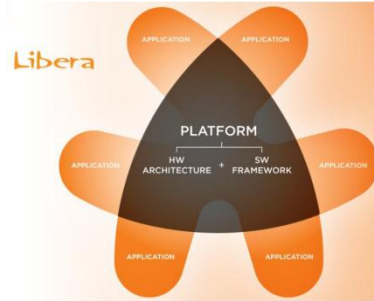 APPLICATION APPLICATION
Libera
PLATFORM
HW ARCHITECTURE + SW FRAMEWORK
APPLICATION APPLICATION
APPLICATION APPLICATION